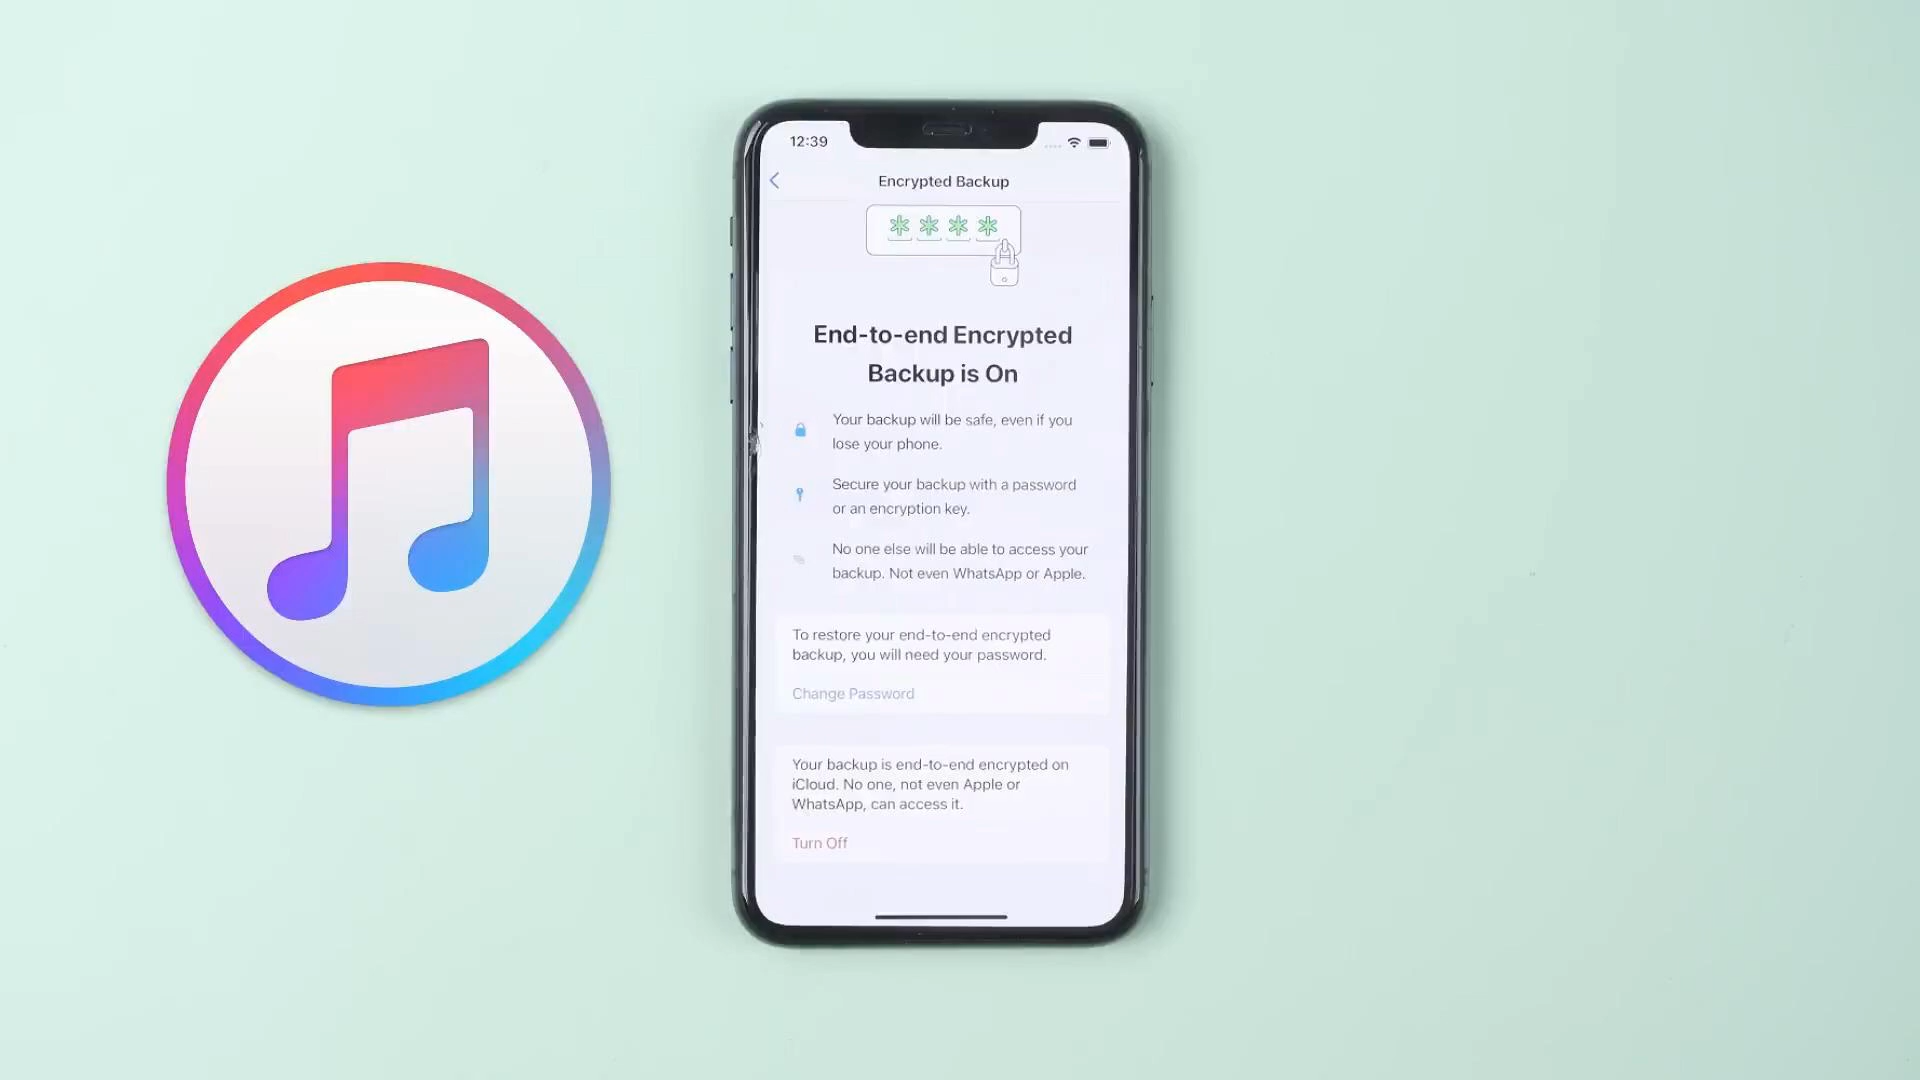 12:39
Encrypted Backup
****
End-to-end Encrypted
Backup is On
Your backup will be safe, even if you
lose your phone.
Secure your backup with a password
or an encryption key.
No one else will be able to access your
backup. Not even WhatsApp or Apple.
To restore your end-to-end encrypted
backup, you will need your password.
Change Password
Your backup is end-to-end encrypted on
iCloud. No one, not even Apple or
WhatsApp, can access it.
Turn Off